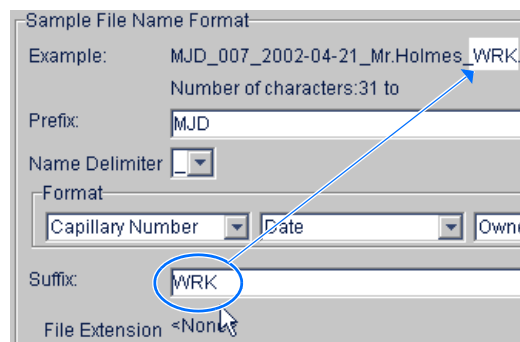 Sample File Name Format
Example: MJD_007_2002-04-21_Mr.Holmes_WRK.
Number of characters:31 to
Prefix: MJD
Name Delimiter _
Format
Capillary Number Date
Suffix: WRK
File Extension